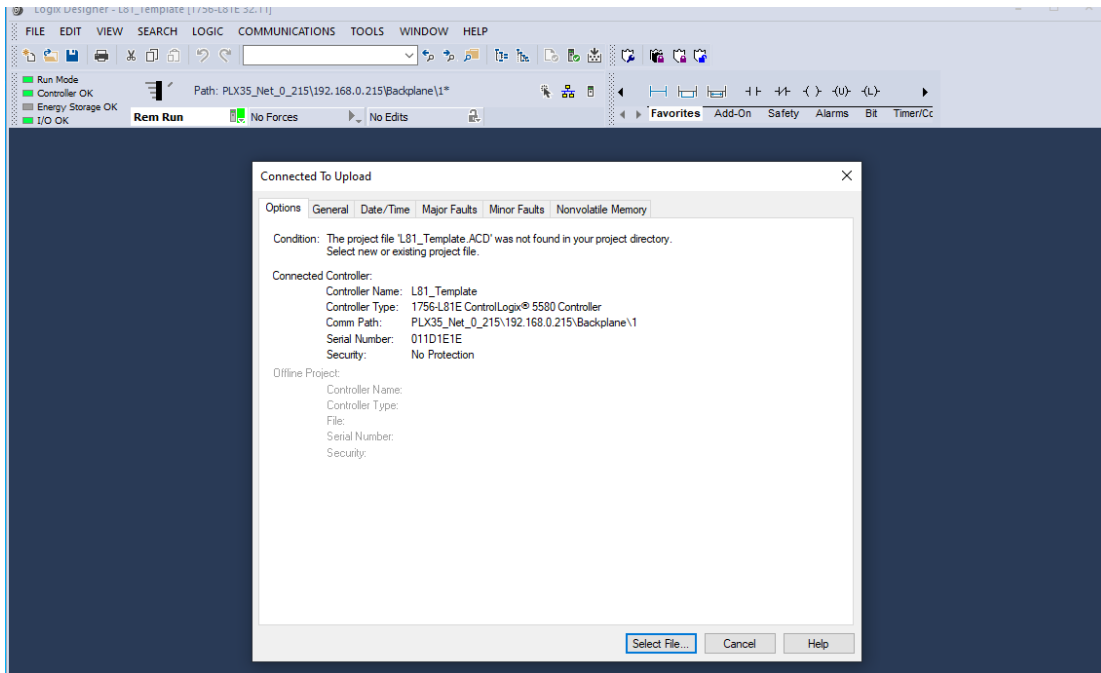 Logix Designer - L81_Template [1756-L81E 32.11]
FILE EDIT VIEW SEARCH LOGIC COMMUNICATIONS TOOLS WINDOW HELP
Run Mode
Controller OK
Energy Storage OK
I/O OK
Path: PLX35_Net_0_215\192.168.0.215\Backplane\1*
Rem Run No Forces No Edits
Favorites Add-On Safety Alarms Bit Timer/Cc
Connected To Upload
Options General Date/Time Major Faults Minor Faults Nonvolatile Memory
Condition: The project file 'L81_Template.ACD' was not found in your project directory.
Select new or existing project file.
Connected Controller:
Controller Name: L81_Template
Controller Type: 1756-L81E ControlLogix® 5580 Controller
Comm Path: PLX35_Net_0_215\192.168.0.215\Backplane\1
Serial Number: 011D1E1E
Security: No Protection
Offline Project:
Controller Name:
Controller Type:
File:
Serial Number:
Security:
Select File... Cancel Help